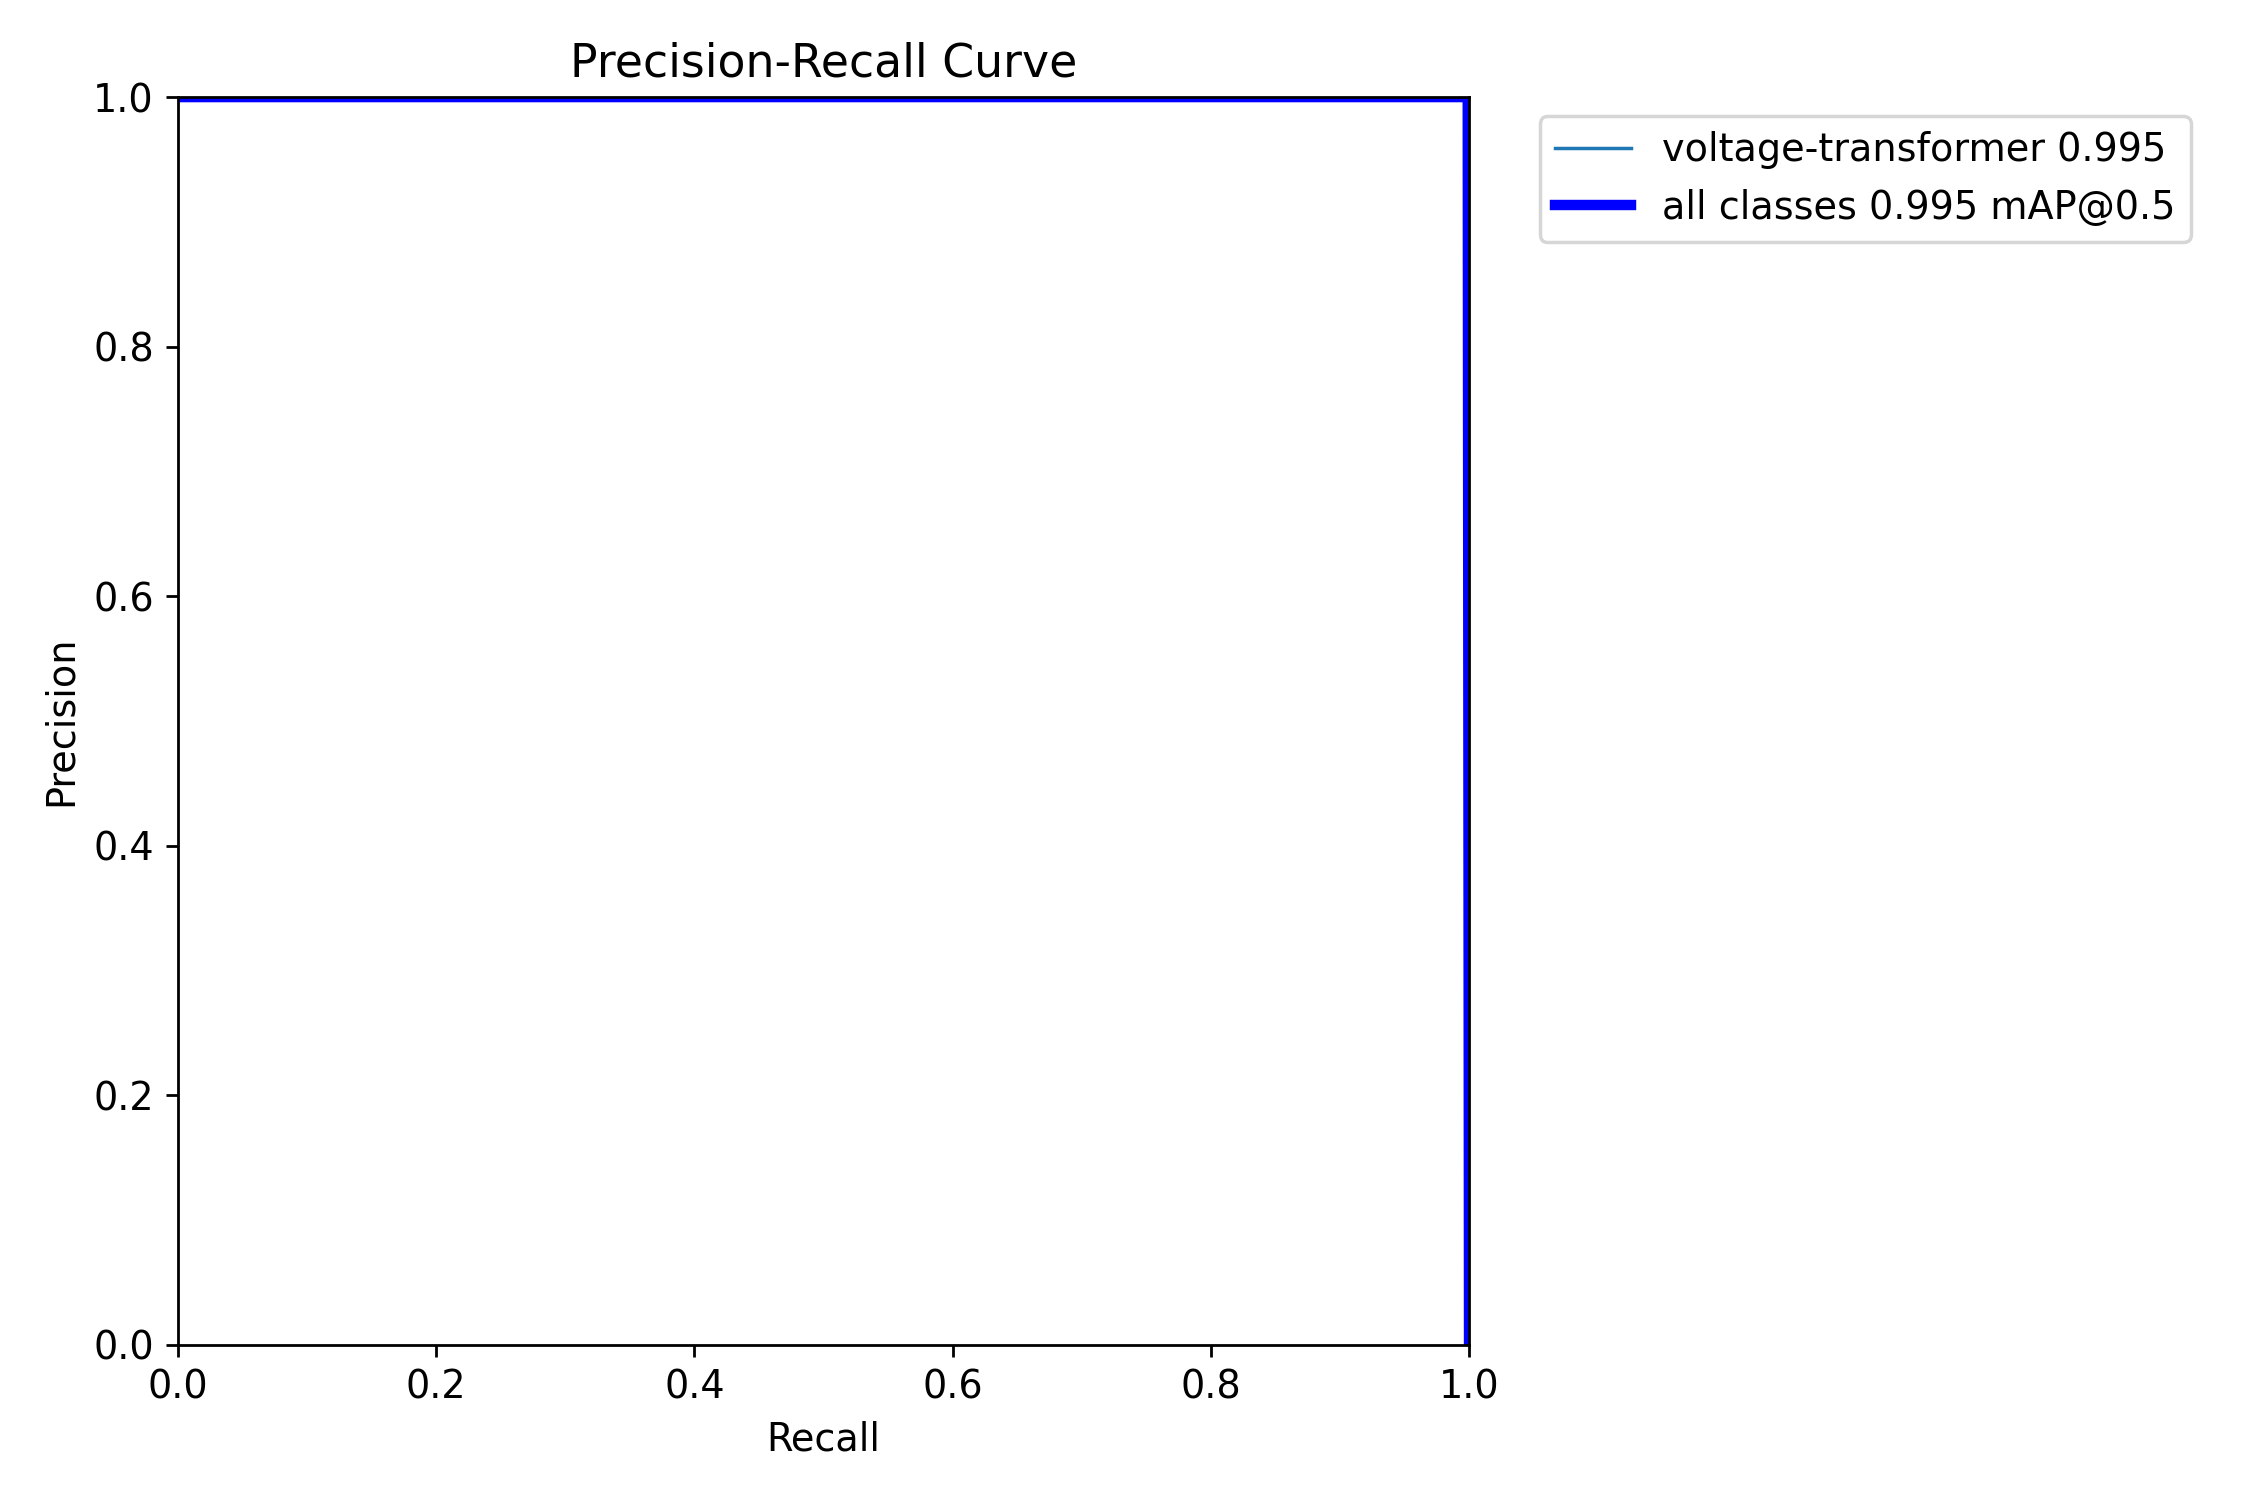 Precision-Recall Curve
1.0
0.8
0.6
0.4
0.2
0.0
Precision
0.0 0.2 0.4 0.6 0.8 1.0
Recall
voltage-transformer 0.995
all classes 0.995 mAP@0.5